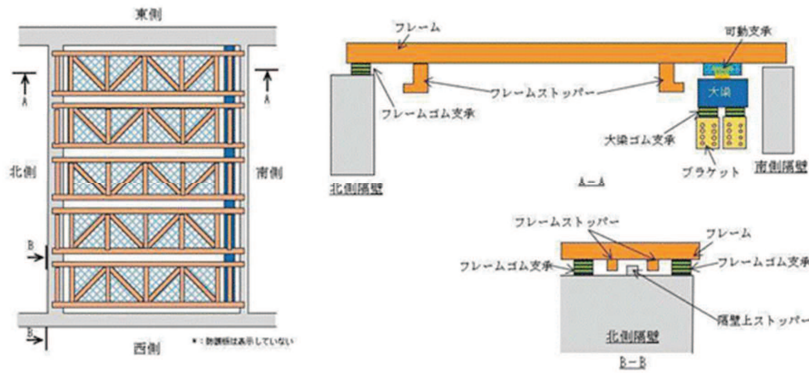 東側
A
A
北側
南側
B
B
西側
*：防護板は表示していない
フレーム
可動支承
大梁
フレームストッパー
フレームゴム支承
大梁ゴム支承
ブラケット
北側隔壁
A-A
南側隔壁
フレームストッパー
フレーム
フレームゴム支承
フレームゴム支承
隔壁上ストッパー
北側隔壁
B-B